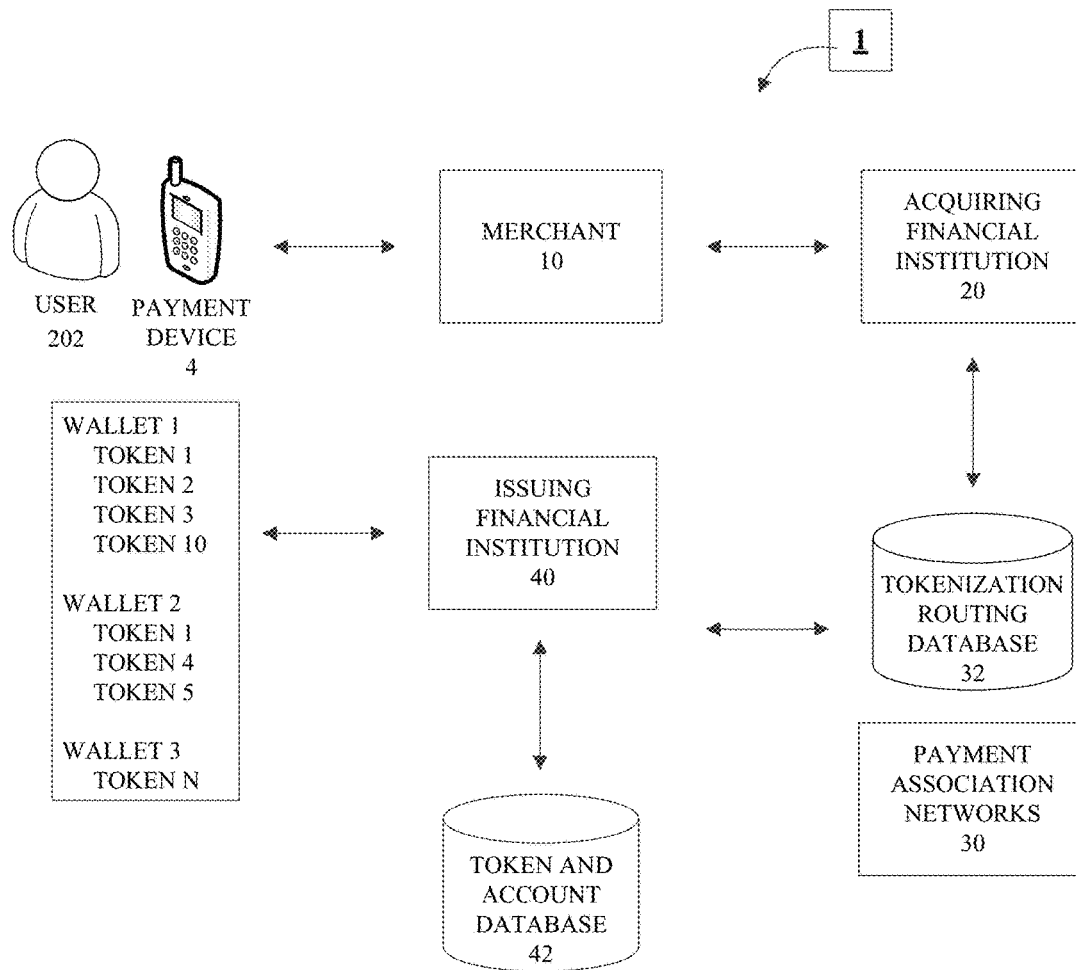 1
USER
202
PAYMENT
DEVICE
4
MERCHANT
10
ACQUIRING
FINANCIAL
INSTITUTION
20
WALLET 1
TOKEN 1
TOKEN 2
TOKEN 3
TOKEN 10
WALLET 2
TOKEN 1
TOKEN 4
TOKEN 5
WALLET 3
TOKEN N
ISSUING
FINANCIAL
INSTITUTION
40
TOKENIZATION
ROUTING
DATABASE
32
PAYMENT
ASSOCIATION
NETWORKS
30
TOKEN AND
ACCOUNT
DATABASE
42